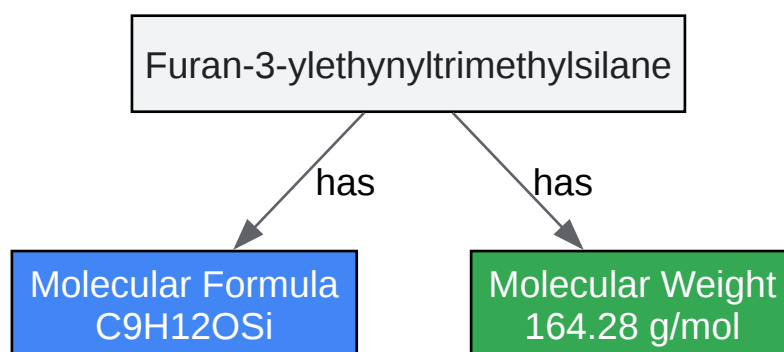 Furan-3-ylethynyltrimethylsilane
has
has
Molecular Formula
C9H12OSi
Molecular Weight
164.28 g/mol